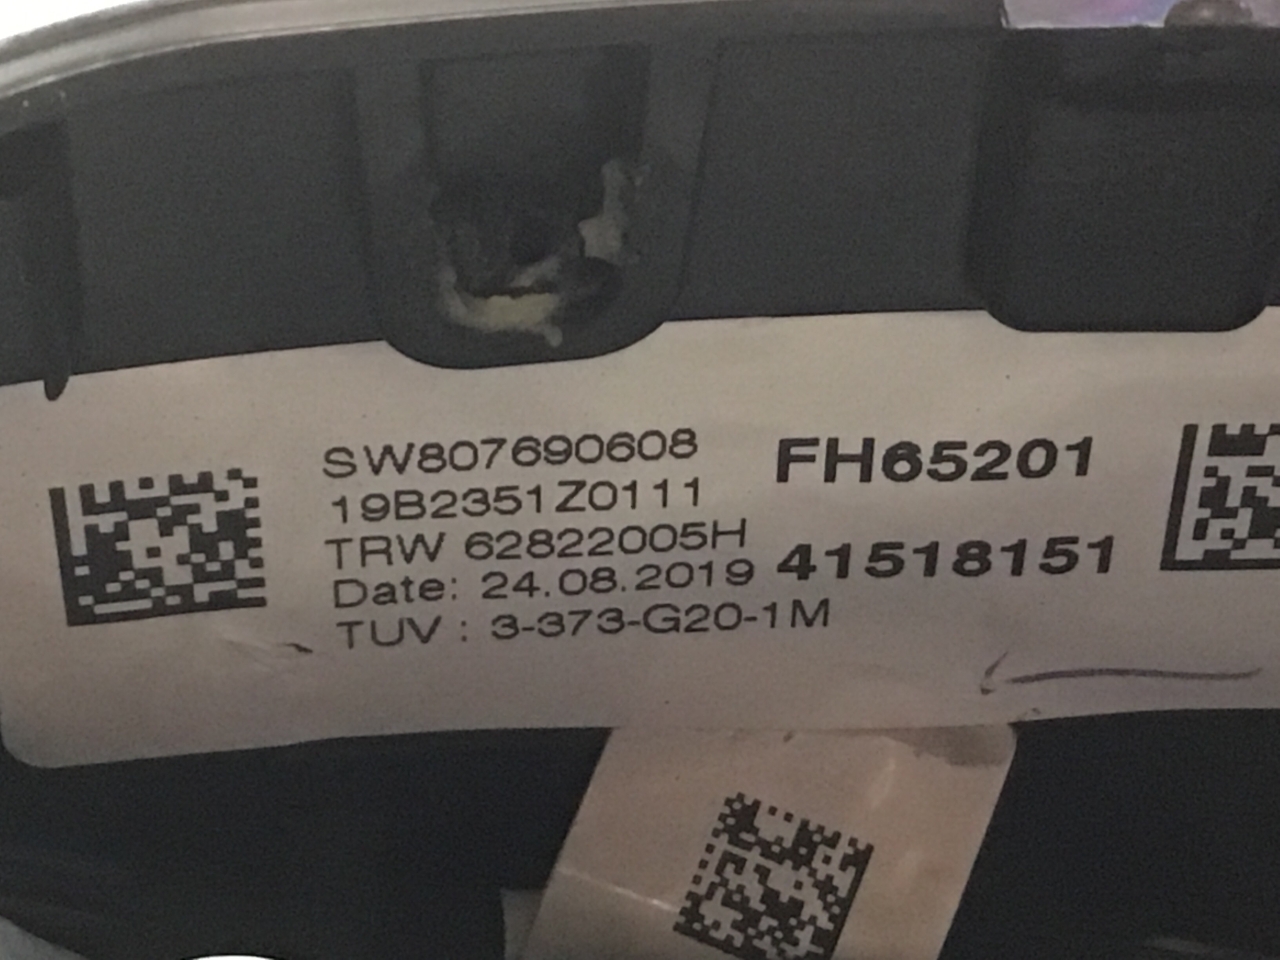 SW807690608
19B2351Z0111
TRW 62822005H
Date: 24.08.2019
TUV : 3-373-G20-1M
FH65201
41518151